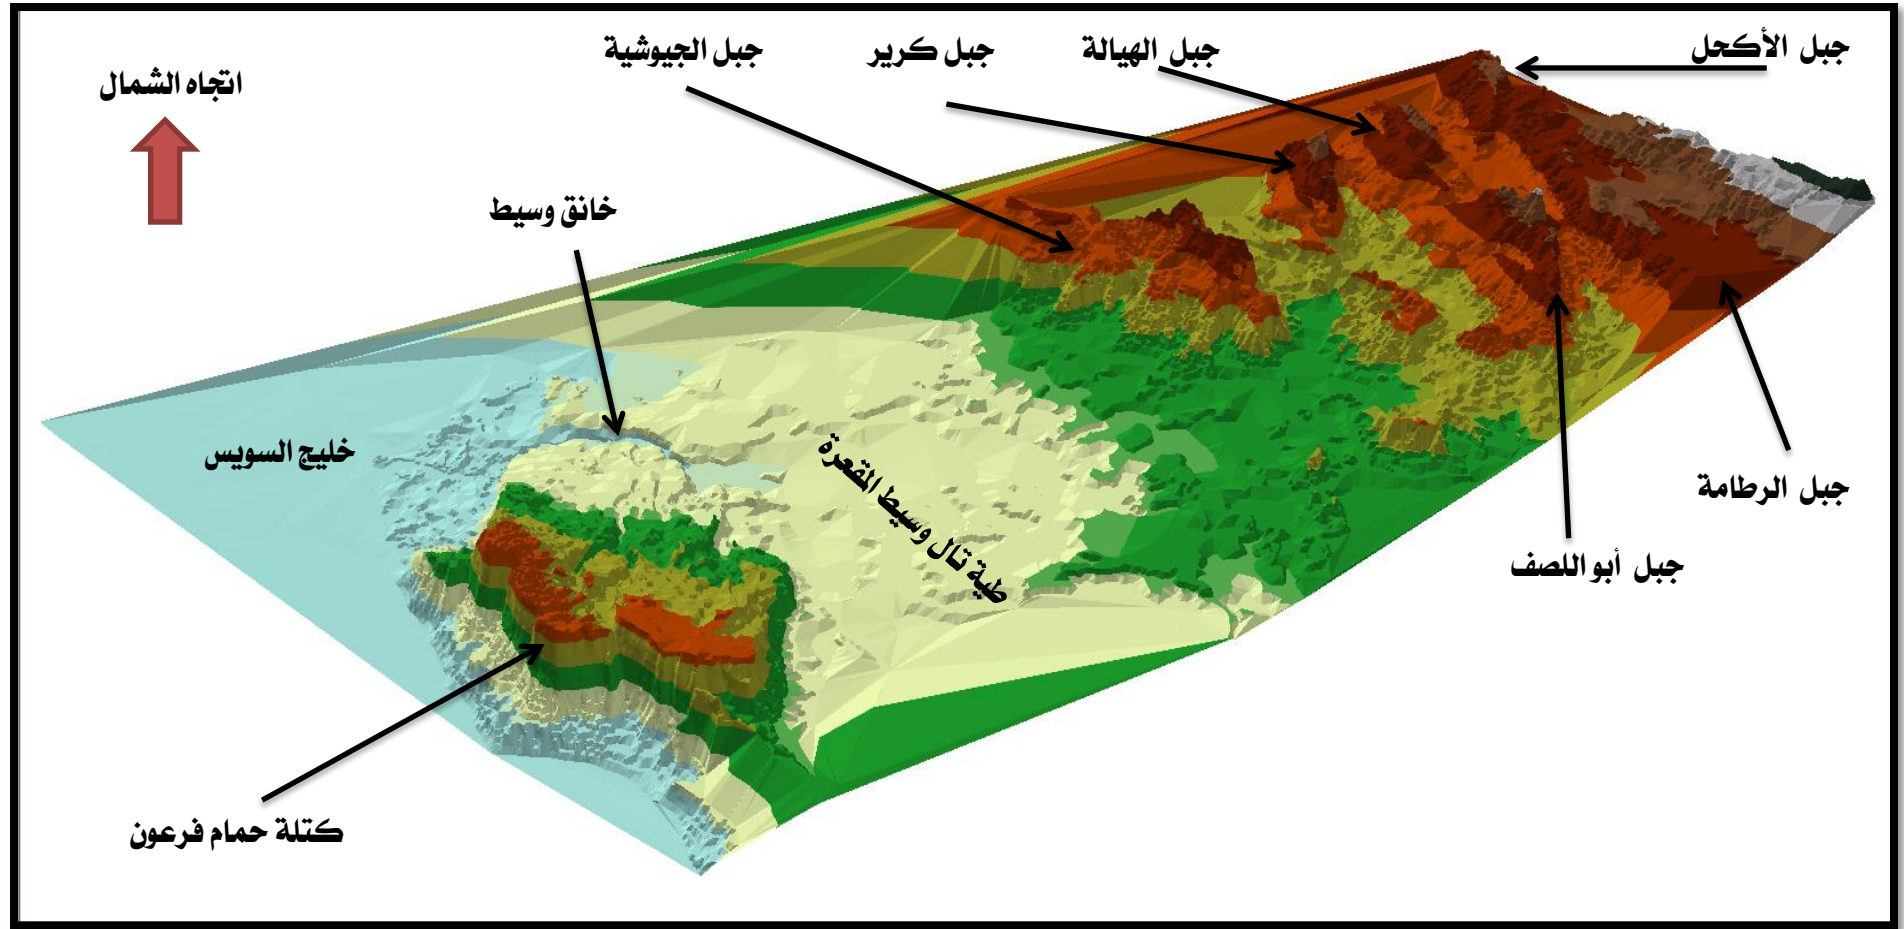 جبل الأكحل
جبل الهيالة
جبل كرير
جبل الجيوشية
اتجاه الشمال
خانق وسيط
خليج السويس
طية تال وسيط المقعرة
جبل الرطامة
جبل أبو اللصف
كتلة حمام فرعون